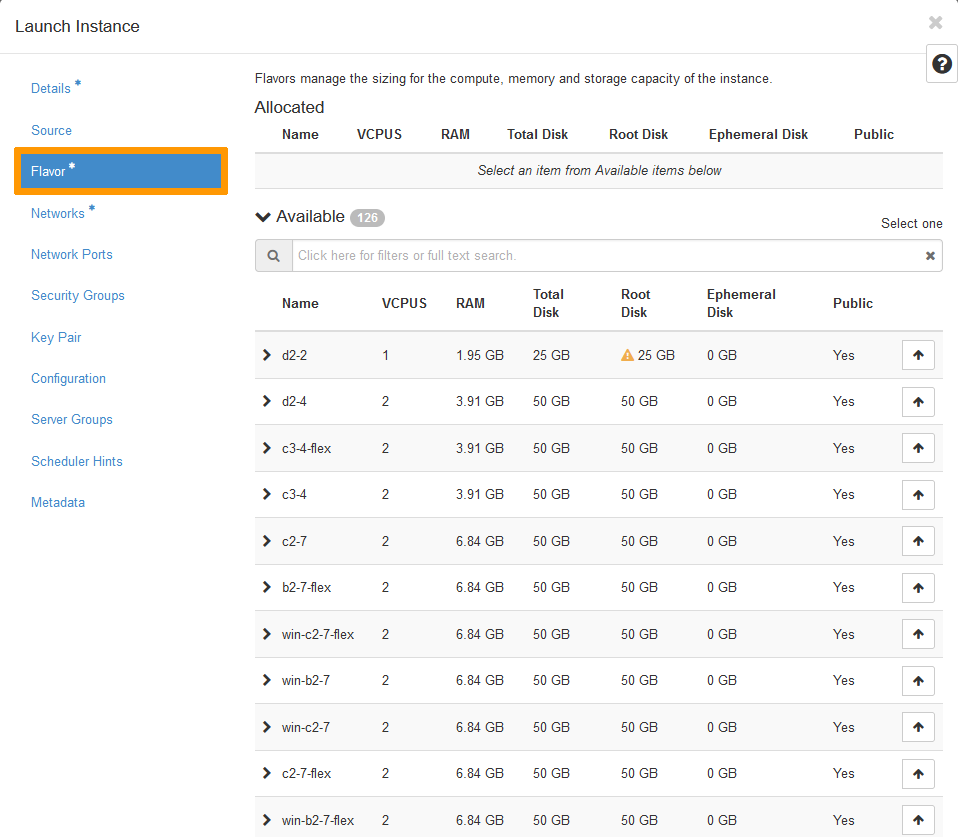 Launch Instance
Details *
Source
Flavor *
Networks *
Network Ports
Security Groups
Key Pair
Configuration
Server Groups
Scheduler Hints
Metadata
Flavors manage the sizing for the compute, memory and storage capacity of the instance.
Allocated
Name VCPUS RAM Total Disk Root Disk Ephemeral Disk Public
Select an item from Available items below
Available 126
Select one
Click here for filters or full text search.
Name VCPUS RAM Total Disk Root Disk Ephemeral Disk Public
d2-2 1 1.95 GB 25 GB 25 GB 0 GB Yes
d2-4 2 3.91 GB 50 GB 50 GB 0 GB Yes
c3-4-flex 2 3.91 GB 50 GB 50 GB 0 GB Yes
c3-4 2 3.91 GB 50 GB 50 GB 0 GB Yes
c2-7 2 6.84 GB 50 GB 50 GB 0 GB Yes
b2-7-flex 2 6.84 GB 50 GB 50 GB 0 GB Yes
win-c2-7-flex 2 6.84 GB 50 GB 50 GB 0 GB Yes
win-b2-7 2 6.84 GB 50 GB 50 GB 0 GB Yes
win-c2-7 2 6.84 GB 50 GB 50 GB 0 GB Yes
c2-7-flex 2 6.84 GB 50 GB 50 GB 0 GB Yes
win-b2-7-flex 2 6.84 GB 50 GB 50 GB 0 GB Yes